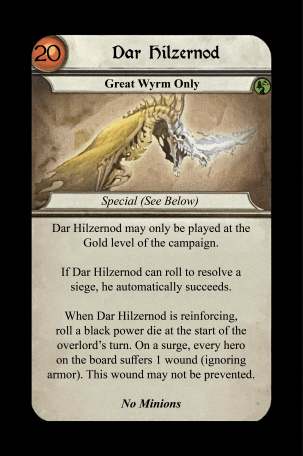 20
Dar Hilzernod
Great Wyrm Only
Special (See Below)
Dar Hilzernod may only be played at the
Gold level of the campaign.
If Dar Hilzernod can roll to resolve a
siege, he automatically succeeds.
When Dar Hilzernod is reinforcing,
roll a black power die at the start of the
overlord's turn. On a surge, every hero
on the board suffers 1 wound (ignoring
armor). This wound may not be prevented.
No Minions